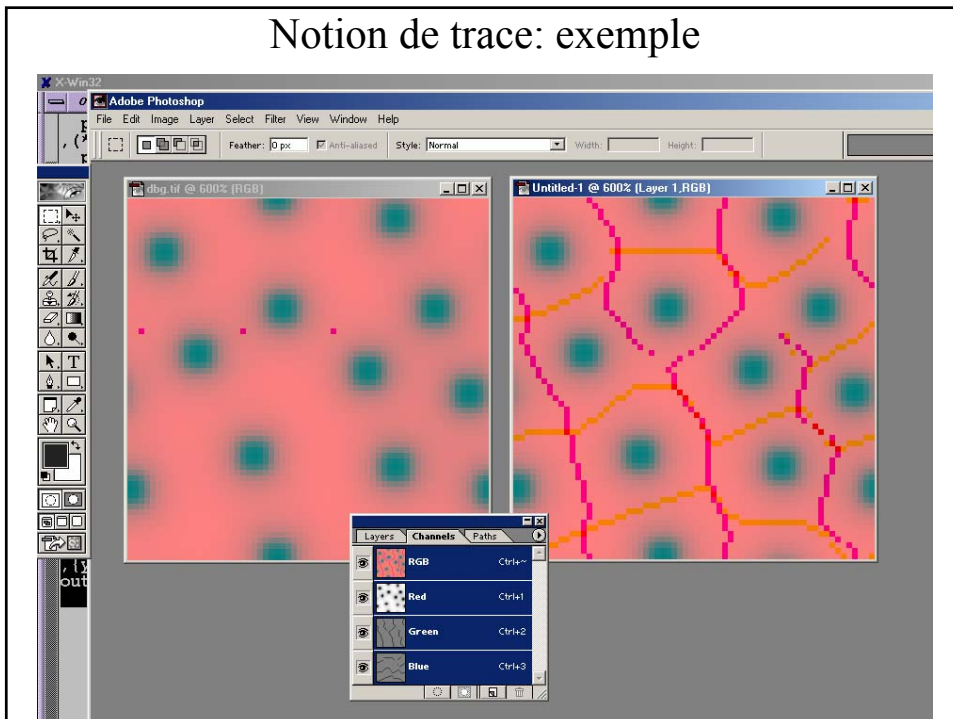 Notion de trace: exemple
X-Win32
Adobe Photoshop
File Edit Image Layer Select Filter View Window Help
Feather: 0 px Anti-aliased Style: Normal Width: Height:
dbg.tif @ 600% (RGB)
Untitled-1 @ 600% (Layer 1,RGB)
Layers Channels Paths
RGB Ctrl+~
Red Ctrl+1
Green Ctrl+2
Blue Ctrl+3
out